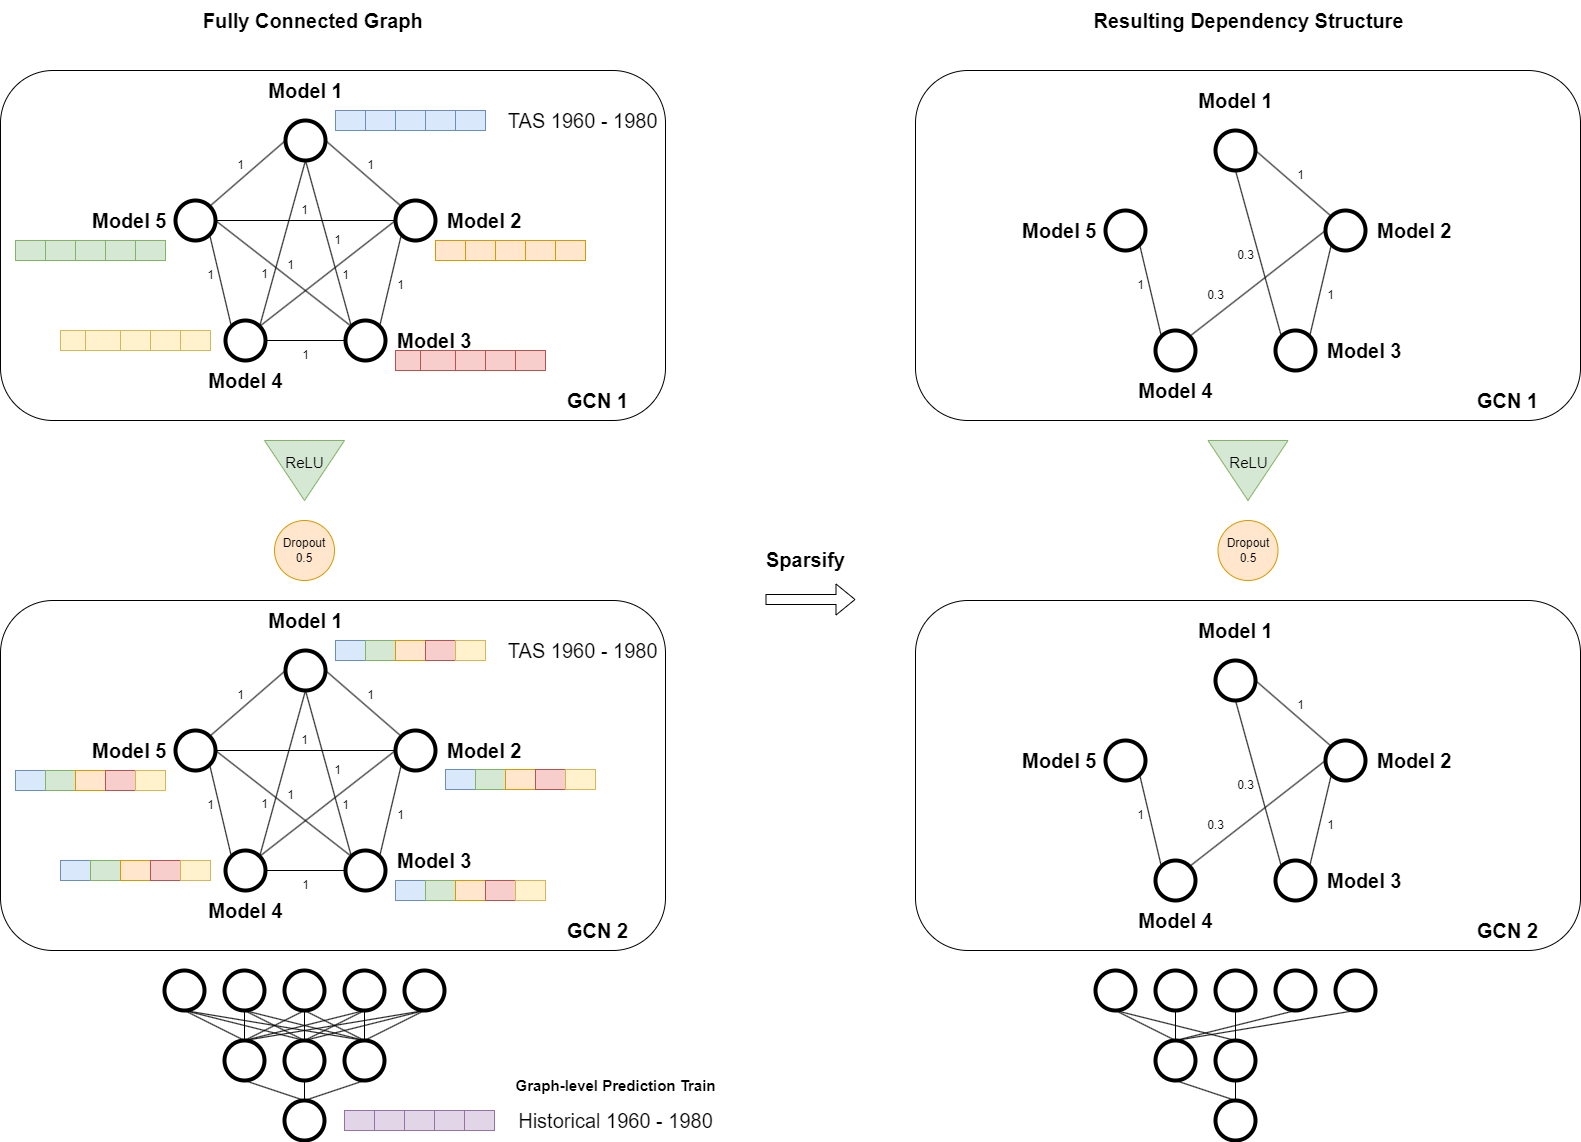 Fully Connected Graph
Resulting Dependency Structure
Model 1
TAS 1960 - 1980
1
1
Model 5
1
Model 2
1
1
1
1
1
1
Model 3
1
Model 4
GCN 1
ReLU
Dropout
0.5
Model 1
TAS 1960 - 1980
1
1
Model 5
1
Model 2
1
1
1
1
1
1
Model 3
1
Model 4
GCN 2
Graph-level Prediction Train
Historical 1960 - 1980
Sparsify
Model 1
1
Model 5
Model 2
0.3
1
0.3
1
Model 3
Model 4
GCN 1
ReLU
Dropout
0.5
Model 1
1
Model 5
Model 2
0.3
1
0.3
1
Model 3
Model 4
GCN 2